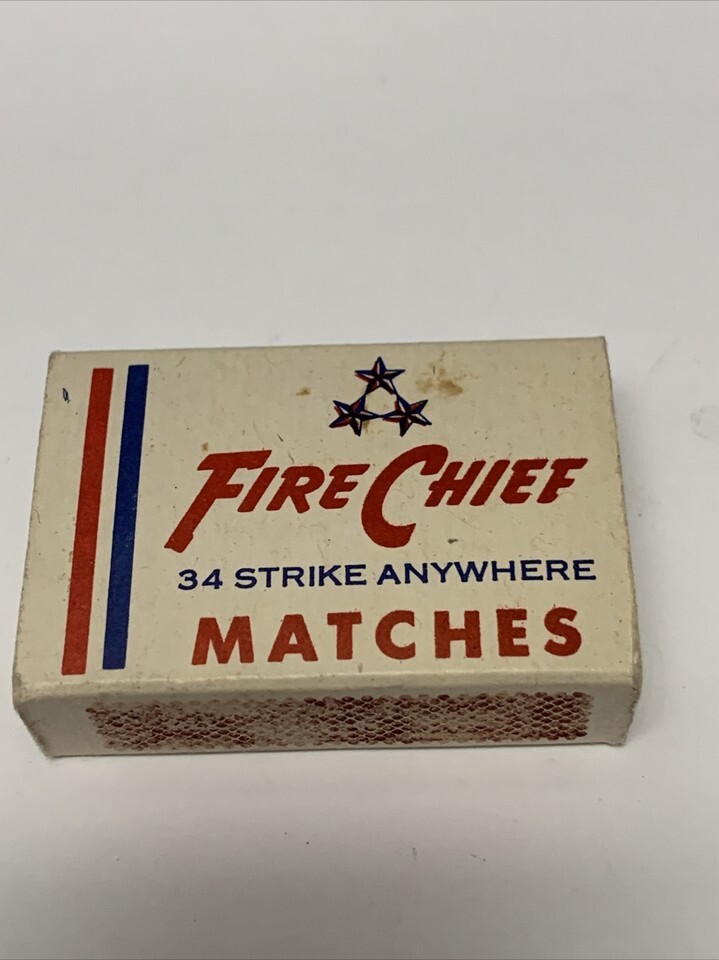 FIRE CHIEF
34 STRIKE ANYWHERE
MATCHES